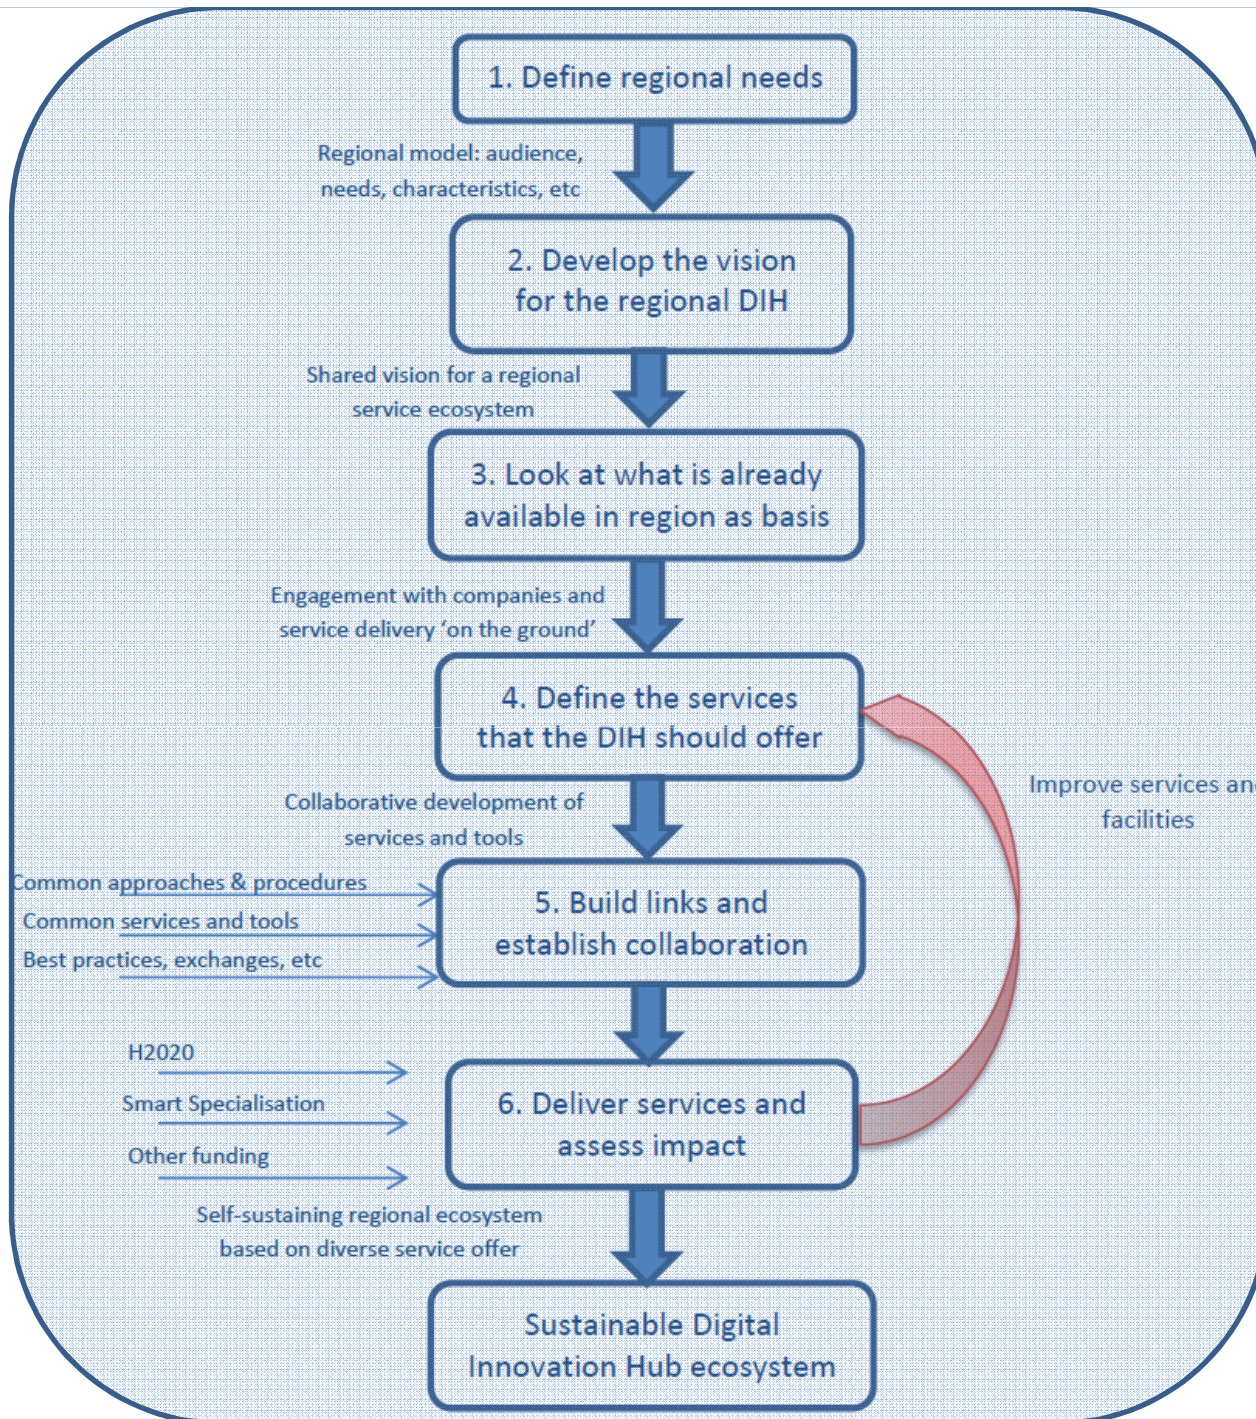 1. Define regional needs
Regional model: audience,
needs, characteristics, etc
2. Develop the vision
for the regional DIH
Shared vision for a regional
service ecosystem
3. Look at what is already
available in region as basis
Engagement with companies and
service delivery ‘on the ground’
4. Define the services
that the DIH should offer
Improve services and
facilities
Collaborative development of
services and tools
Common approaches & procedures
Common services and tools
Best practices, exchanges, etc
5. Build links and
establish collaboration
H2020
Smart Specialisation
Other funding
6. Deliver services and
assess impact
Self-sustaining regional ecosystem
based on diverse service offer
Sustainable Digital
Innovation Hub ecosystem